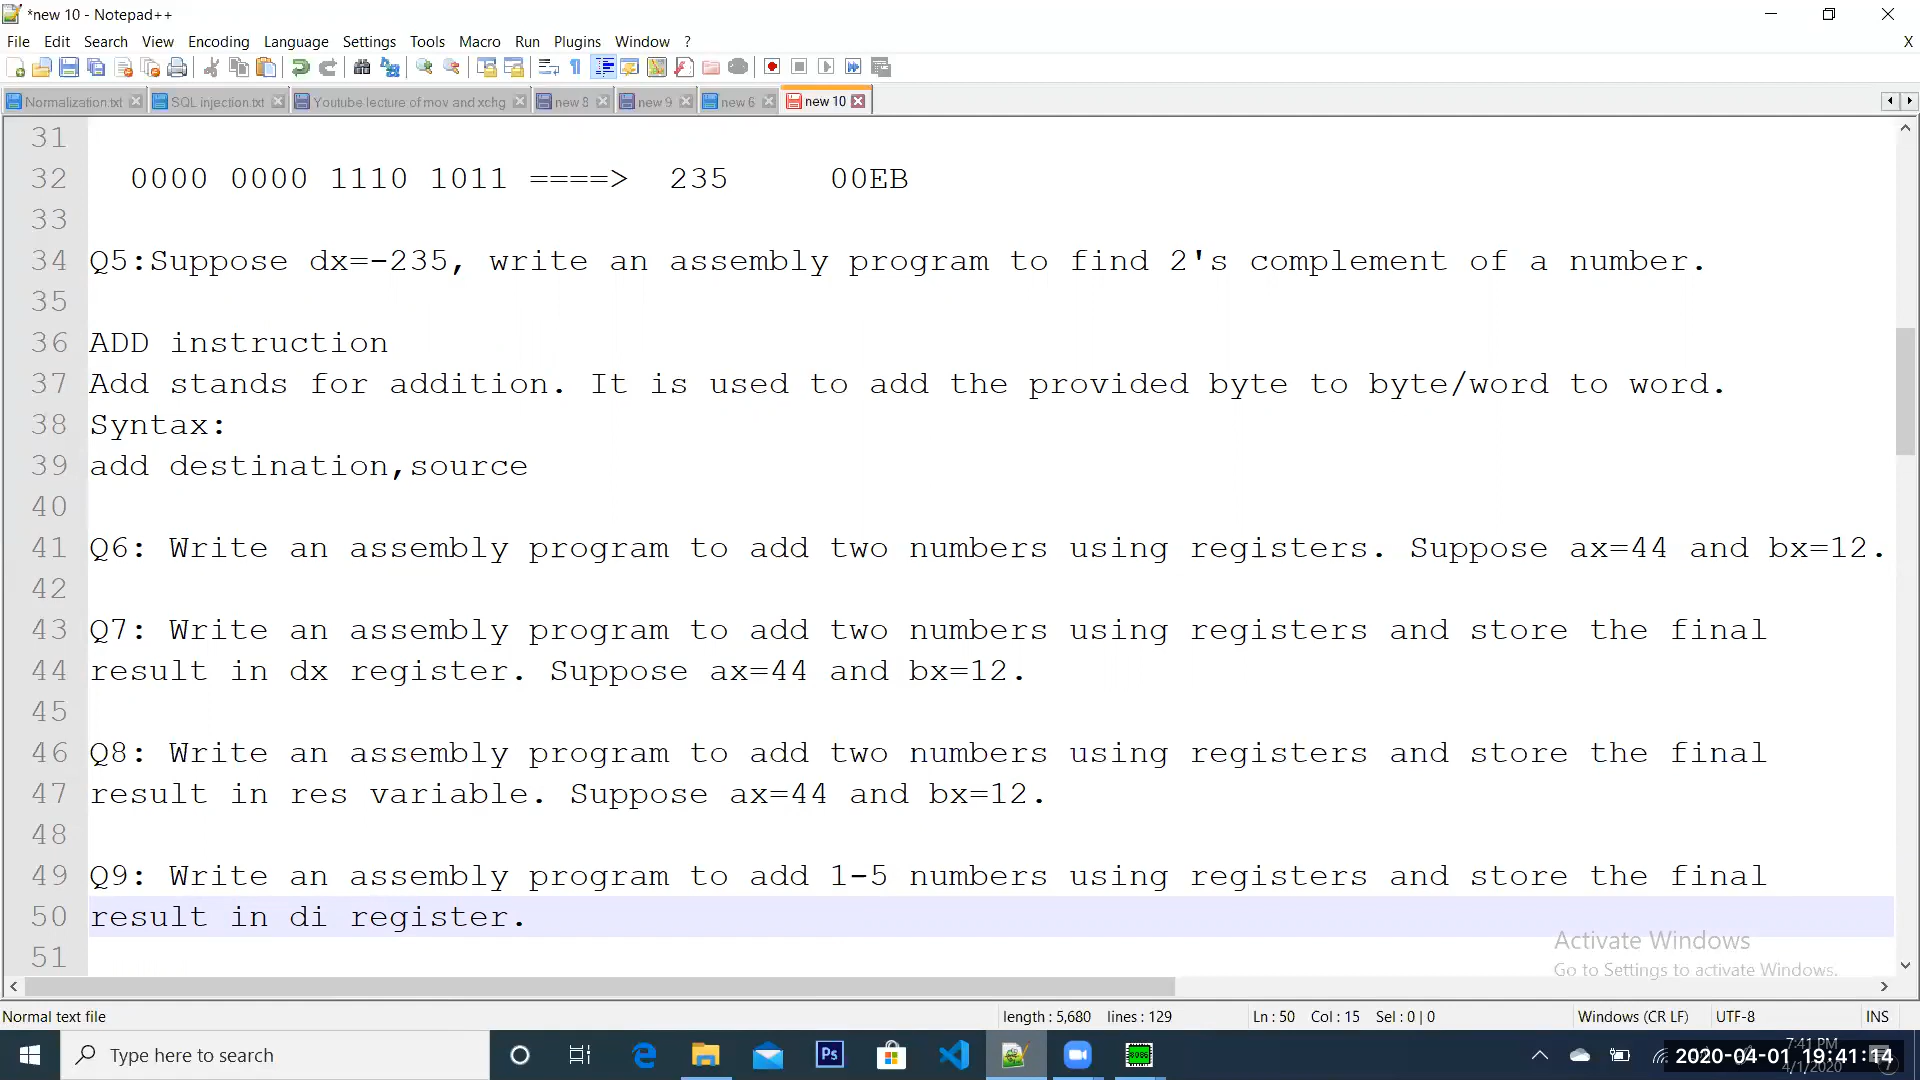 *new 10 - Notepad++
File Edit Search View Encoding Language Settings Tools Macro Run Plugins Window ? X
Normalization.txt SQL injection.txt Youtube lecture of mov and xchg new 8 new 9 new 6 new 10
31
32 0000 0000 1110 1011 ====> 235 00EB
33
34 Q5:Suppose dx=-235, write an assembly program to find 2's complement of a number.
35
36 ADD instruction
37 Add stands for addition. It is used to add the provided byte to byte/word to word.
38 Syntax:
39 add destination,source
40
41 Q6: Write an assembly program to add two numbers using registers. Suppose ax=44 and bx=12.
42
43 Q7: Write an assembly program to add two numbers using registers and store the final
44 result in dx register. Suppose ax=44 and bx=12.
45
46 Q8: Write an assembly program to add two numbers using registers and store the final
47 result in res variable. Suppose ax=44 and bx=12.
48
49 Q9: Write an assembly program to add 1-5 numbers using registers and store the final
50 result in di register.
51
Activate Windows
Go to Settings to activate Windows.
Normal text file length : 5,680 lines : 129 Ln : 50 Col : 15 Sel : 0 | 0 Windows (CR LF) UTF-8 INS
Type here to search
Ps
7:41 PM
2020-04-01 19:41:14
4/1/2020